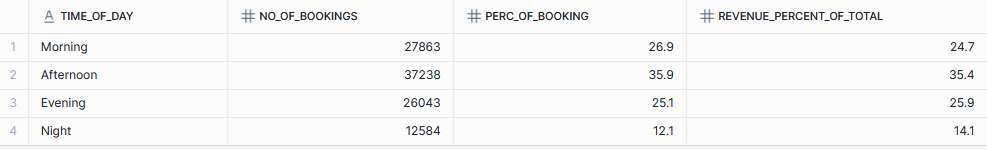 A TIME_OF_DAY # NO_OF_BOOKINGS # PERC_OF_BOOKING # REVENUE_PERCENT_OF_TOTAL
1 Morning 27863 26.9 24.7
2 Afternoon 37238 35.9 35.4
3 Evening 26043 25.1 25.9
4 Night 12584 12.1 14.1